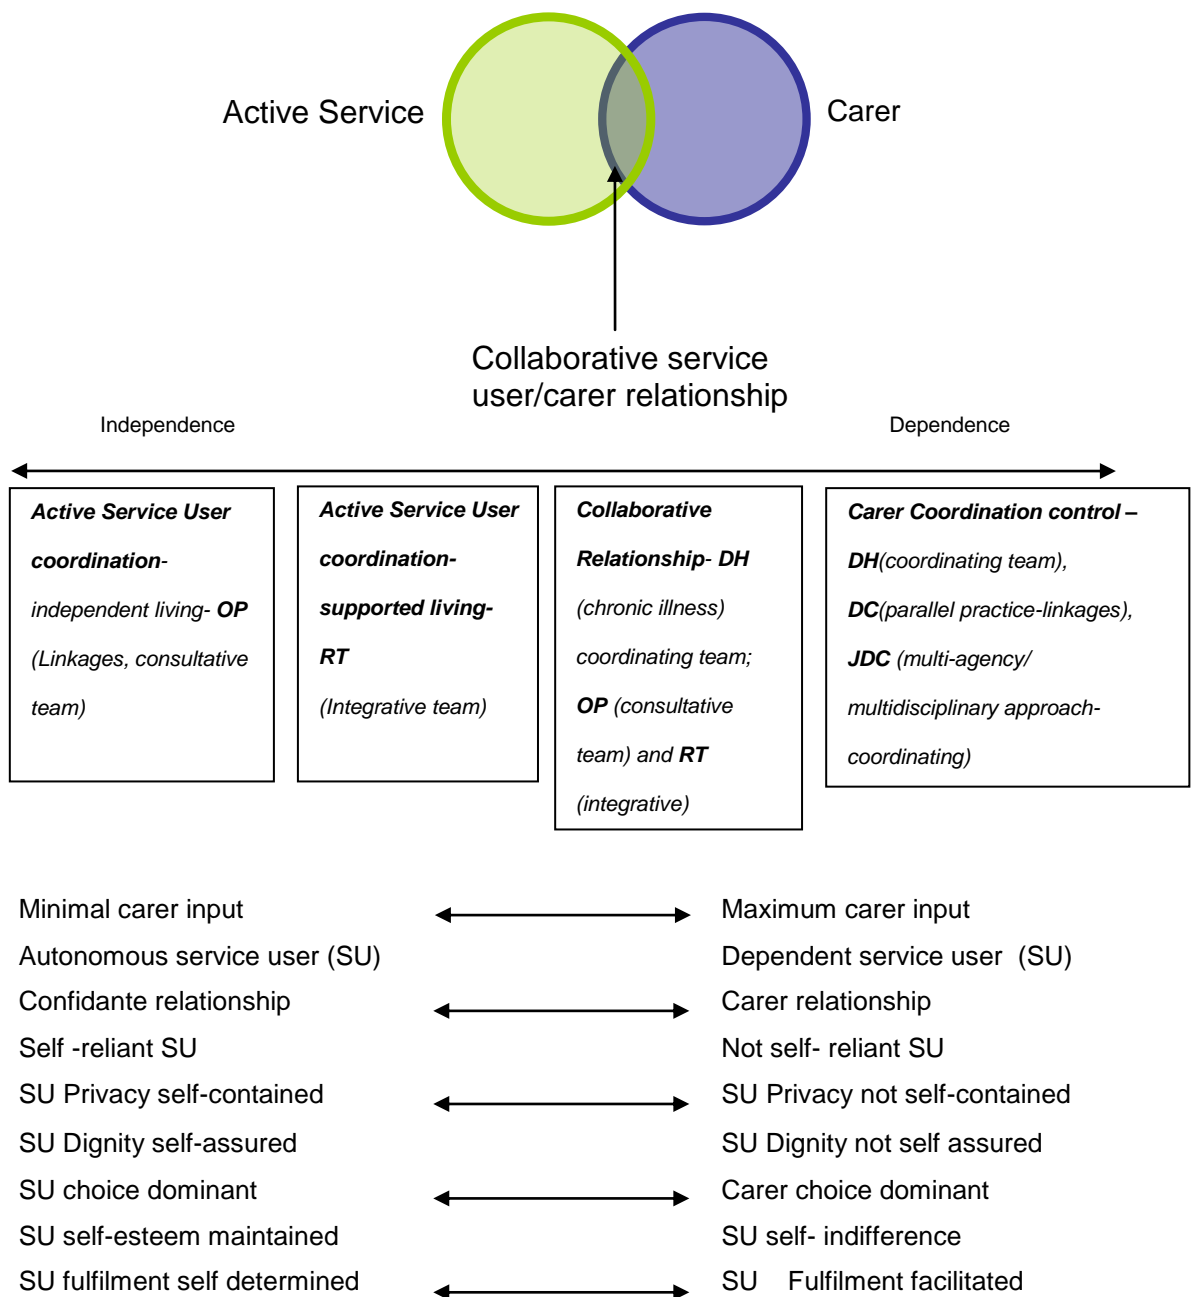 Active Service
Carer
Collaborative service
user/carer relationship
Independence
Dependence
Active Service User
coordination-
independent living- OP
(Linkages, consultative
team)
Active Service User
coordination-
supported living-
RT
(Integrative team)
Collaborative
Relationship- DH
(chronic illness)
coordinating team;
OP (consultative
team) and RT
(integrative)
Carer Coordination control –
DH(coordinating team),
DC(parallel practice-linkages),
JDC (multi-agency/
multidisciplinary approach-
coordinating)
Minimal carer input
Maximum carer input
Autonomous service user (SU)
Dependent service user (SU)
Confidante relationship
Carer relationship
Self -reliant SU
Not self- reliant SU
SU Privacy self-contained
SU Privacy not self-contained
SU Dignity self-assured
SU Dignity not self assured
SU choice dominant
Carer choice dominant
SU self-esteem maintained
SU self- indifference
SU fulfilment self determined
SU Fulfilment facilitated